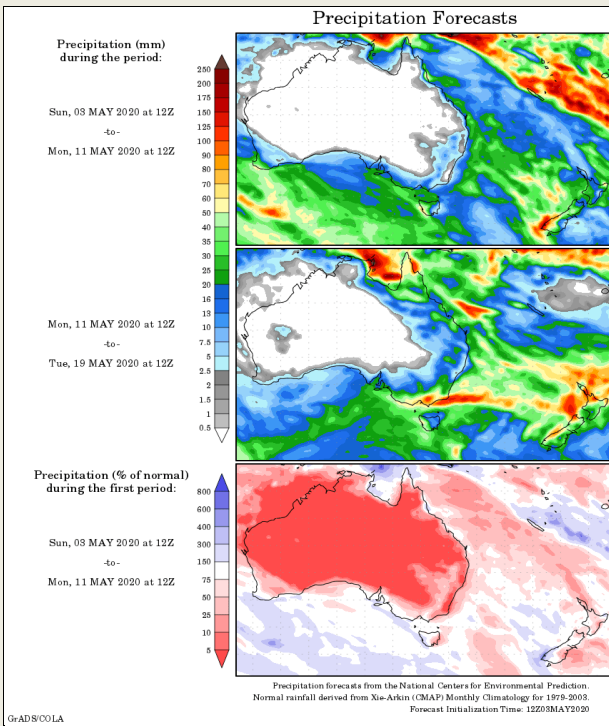 Precipitation Forecasts
Precipitation (mm)
during the period:
Sun, 03 MAY 2020 at 12Z
-to-
Mon, 11 MAY 2020 at 12Z
250
200
175
150
125
100
90
80
70
60
50
40
35
30
25
20
16
13
10
7.5
5
2.5
2
1.5
1
0.5
Mon, 11 MAY 2020 at 12Z
-to-
Tue, 19 MAY 2020 at 12Z
Precipitation (% of normal)
during the first period:
Sun, 03 MAY 2020 at 12Z
-to-
Mon, 11 MAY 2020 at 12Z
800
600
400
300
150
75
50
25
10
5
Precipitation forecasts from the National Centers for Environmental Prediction.
Normal rainfall derived from Xie-Arkin (CMAP) Monthly Climatology for 1979-2003.
Forecast Initialization Time: 12Z03MAY2020
GrADS/COLA